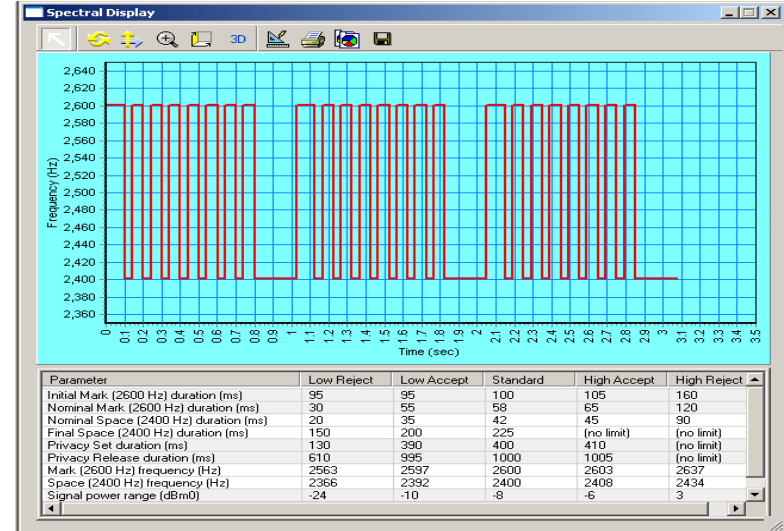 Spectral Display
3D
2,640
2,620
2,600
2,580
2,560
2,540
2,520
2,500
2,480
2,460
2,440
2,420
2,400
2,380
2,360
Frequency (Hz)
0 0.1 0.2 0.3 0.4 0.5 0.6 0.7 0.8 0.9 1 1.1 1.2 1.3 1.4 1.5 1.6 1.7 1.8 1.9 2 2.1 2.2 2.3 2.4 2.5 2.6 2.7 2.8 2.9 3 3.1 3.2 3.3 3.4 3.5
Time (sec)
Parameter Low Reject Low Accept Standard High Accept High Reject
Initial Mark (2600 Hz) duration (ms) 95 95 100 105 160
Nominal Mark (2600 Hz) duration (ms) 30 55 58 65 120
Nominal Space (2400 Hz) duration (ms) 20 35 42 45 90
Final Space (2400 Hz) duration (ms) 150 200 225 (no limit) (no limit)
Privacy Set duration (ms) 130 390 400 410 (no limit)
Privacy Release duration (ms) 610 995 1000 1005 (no limit)
Mark (2600 Hz) frequency (Hz) 2563 2597 2600 2603 2637
Space (2400 Hz) frequency (Hz) 2366 2392 2400 2408 2434
Signal power range (dBm0) -24 -10 -8 -6 3